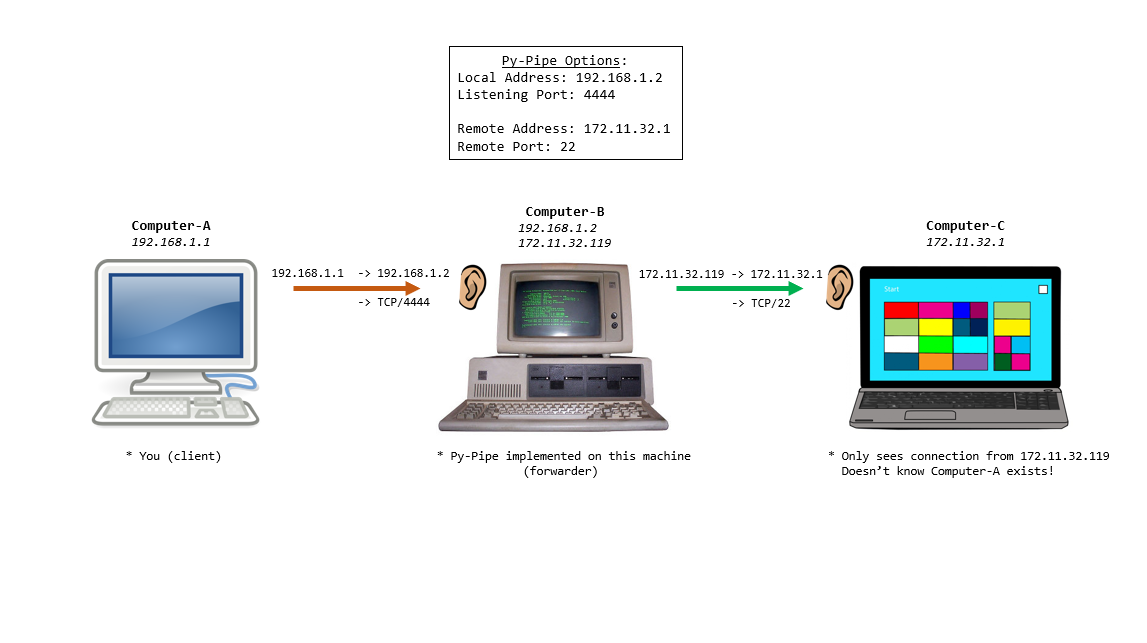 Py-Pipe Options:
Local Address: 192.168.1.2
Listening Port: 4444
Remote Address: 172.11.32.1
Remote Port: 22
Computer-A
192.168.1.1
Computer-B
192.168.1.2
172.11.32.119
Computer-C
172.11.32.1
192.168.1.1 -> 192.168.1.2
-> TCP/4444
172.11.32.119 -> 172.11.32.1
-> TCP/22
Start
* You (client)
* Py-Pipe implemented on this machine
(forwarder)
* Only sees connection from 172.11.32.119
Doesn’t know Computer-A exists!